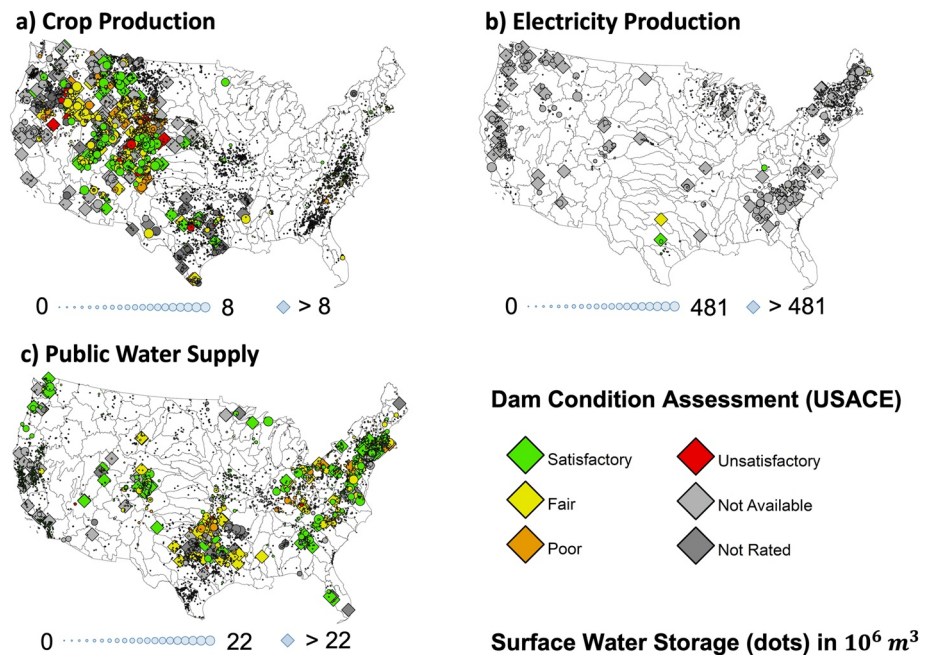 a) Crop Production
b) Electricity Production
0 8 > 8
0 481 > 481
c) Public Water Supply
Dam Condition Assessment (USACE)
Satisfactory Unsatisfactory
Fair Not Available
Poor Not Rated
0 22 > 22
Surface Water Storage (dots) in 10⁶ m³